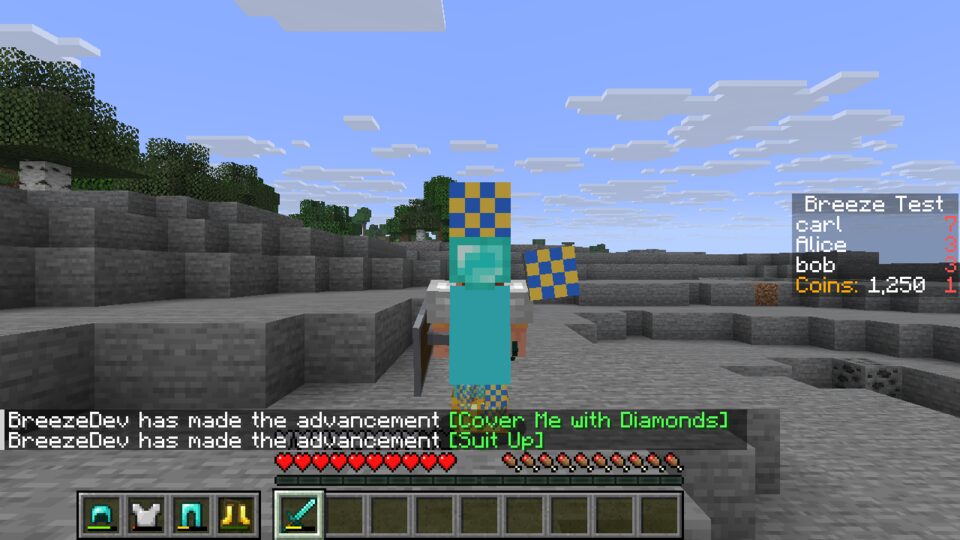 Breeze Test
carl 7
Alice 3
bob 3
Coins: 1,250 1
BreezeDev has made the advancement [Cover Me with Diamonds]
BreezeDev has made the advancement [Suit Up]